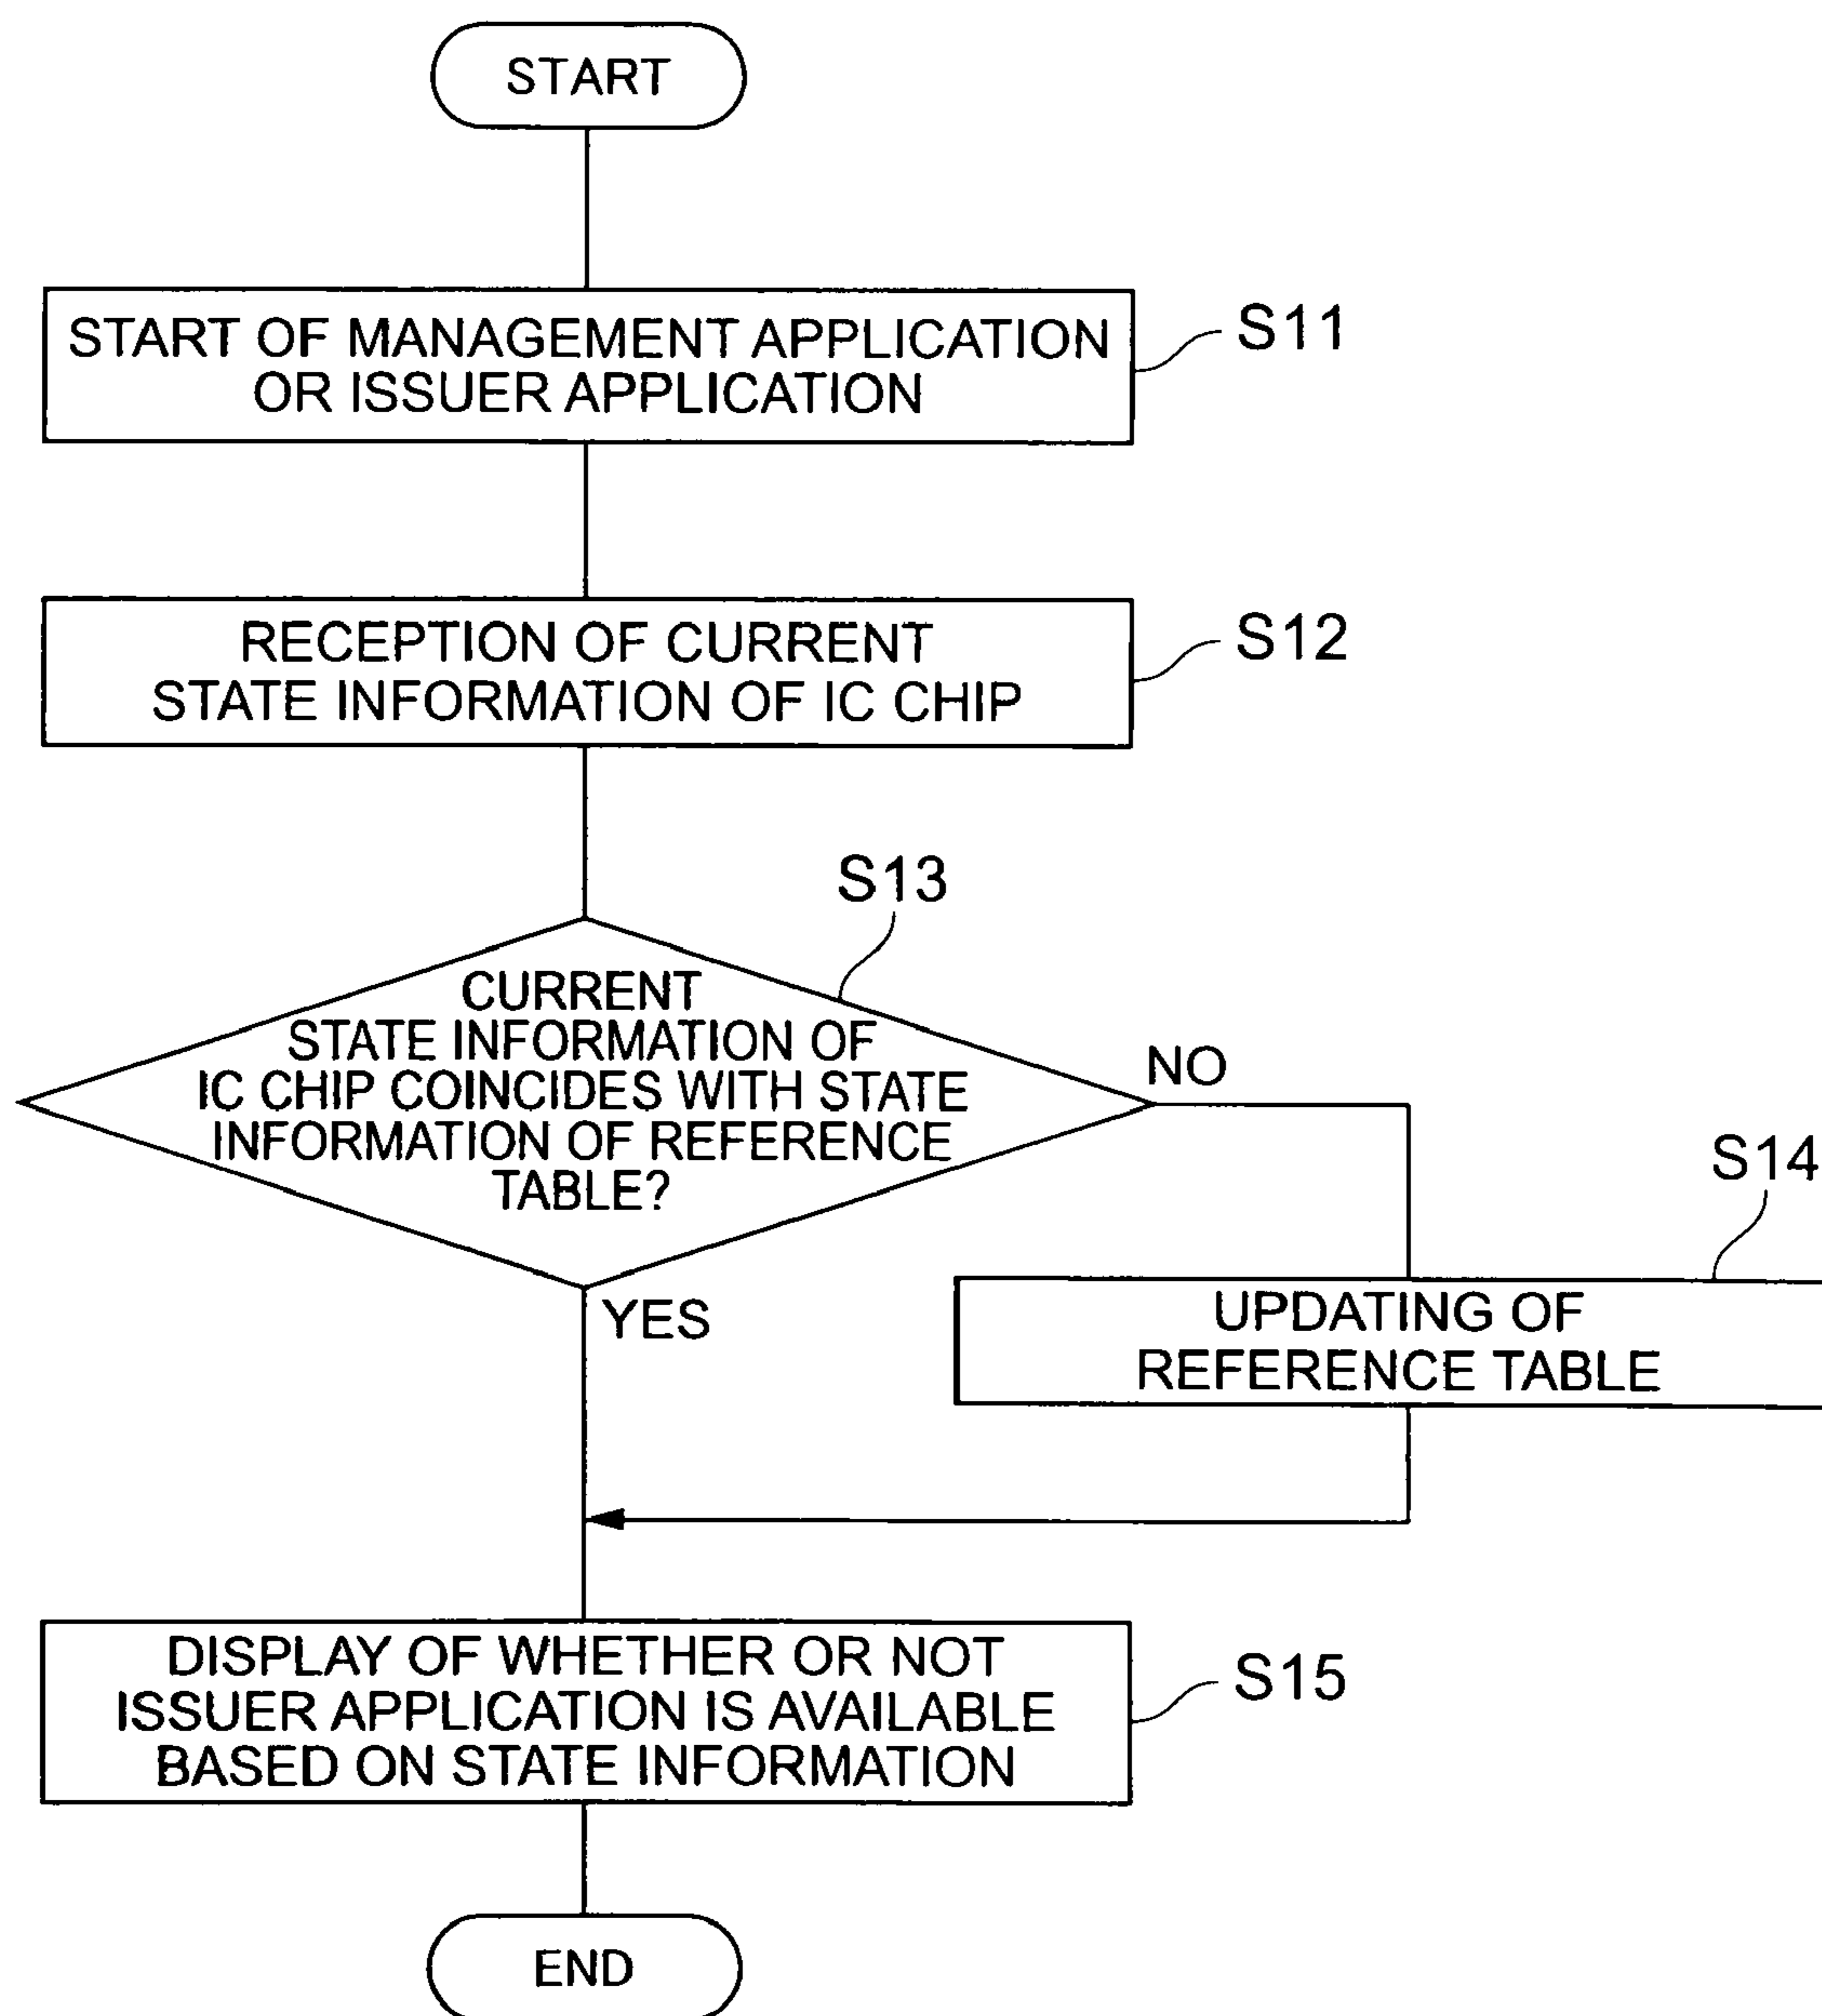 START
START OF MANAGEMENT APPLICATION
OR ISSUER APPLICATION
S11
RECEPTION OF CURRENT
STATE INFORMATION OF IC CHIP
S12
S13
CURRENT
STATE INFORMATION OF
IC CHIP COINCIDES WITH STATE
INFORMATION OF REFERENCE
TABLE?
NO
YES
S14
UPDATING OF
REFERENCE TABLE
DISPLAY OF WHETHER OR NOT
ISSUER APPLICATION IS AVAILABLE
BASED ON STATE INFORMATION
S15
END